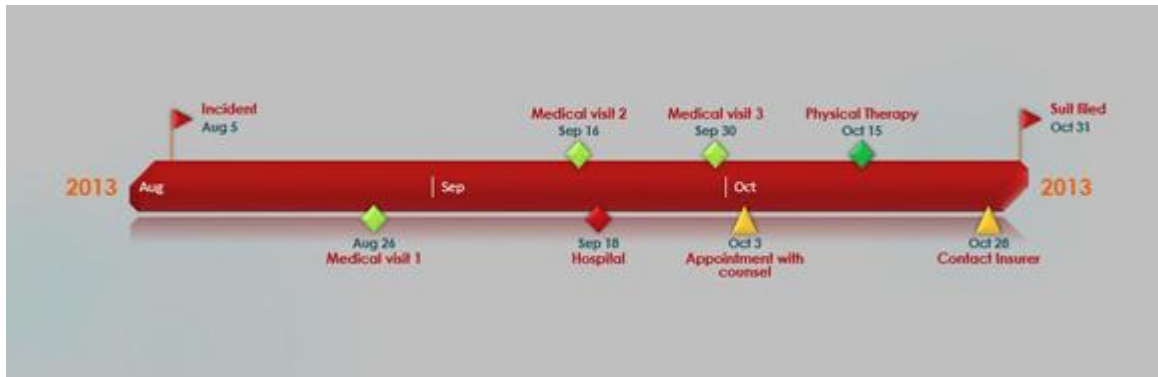 Incident
Aug 5
Medical visit 2
Sep 16
Medical visit 3
Sep 30
Physical Therapy
Oct 15
Suit filed
Oct 31
2013
Aug
Sep
Oct
2013
Aug 26
Medical visit 1
Sep 18
Hospital
Oct 3
Appointment with
counsel
Oct 28
Contact Insurer